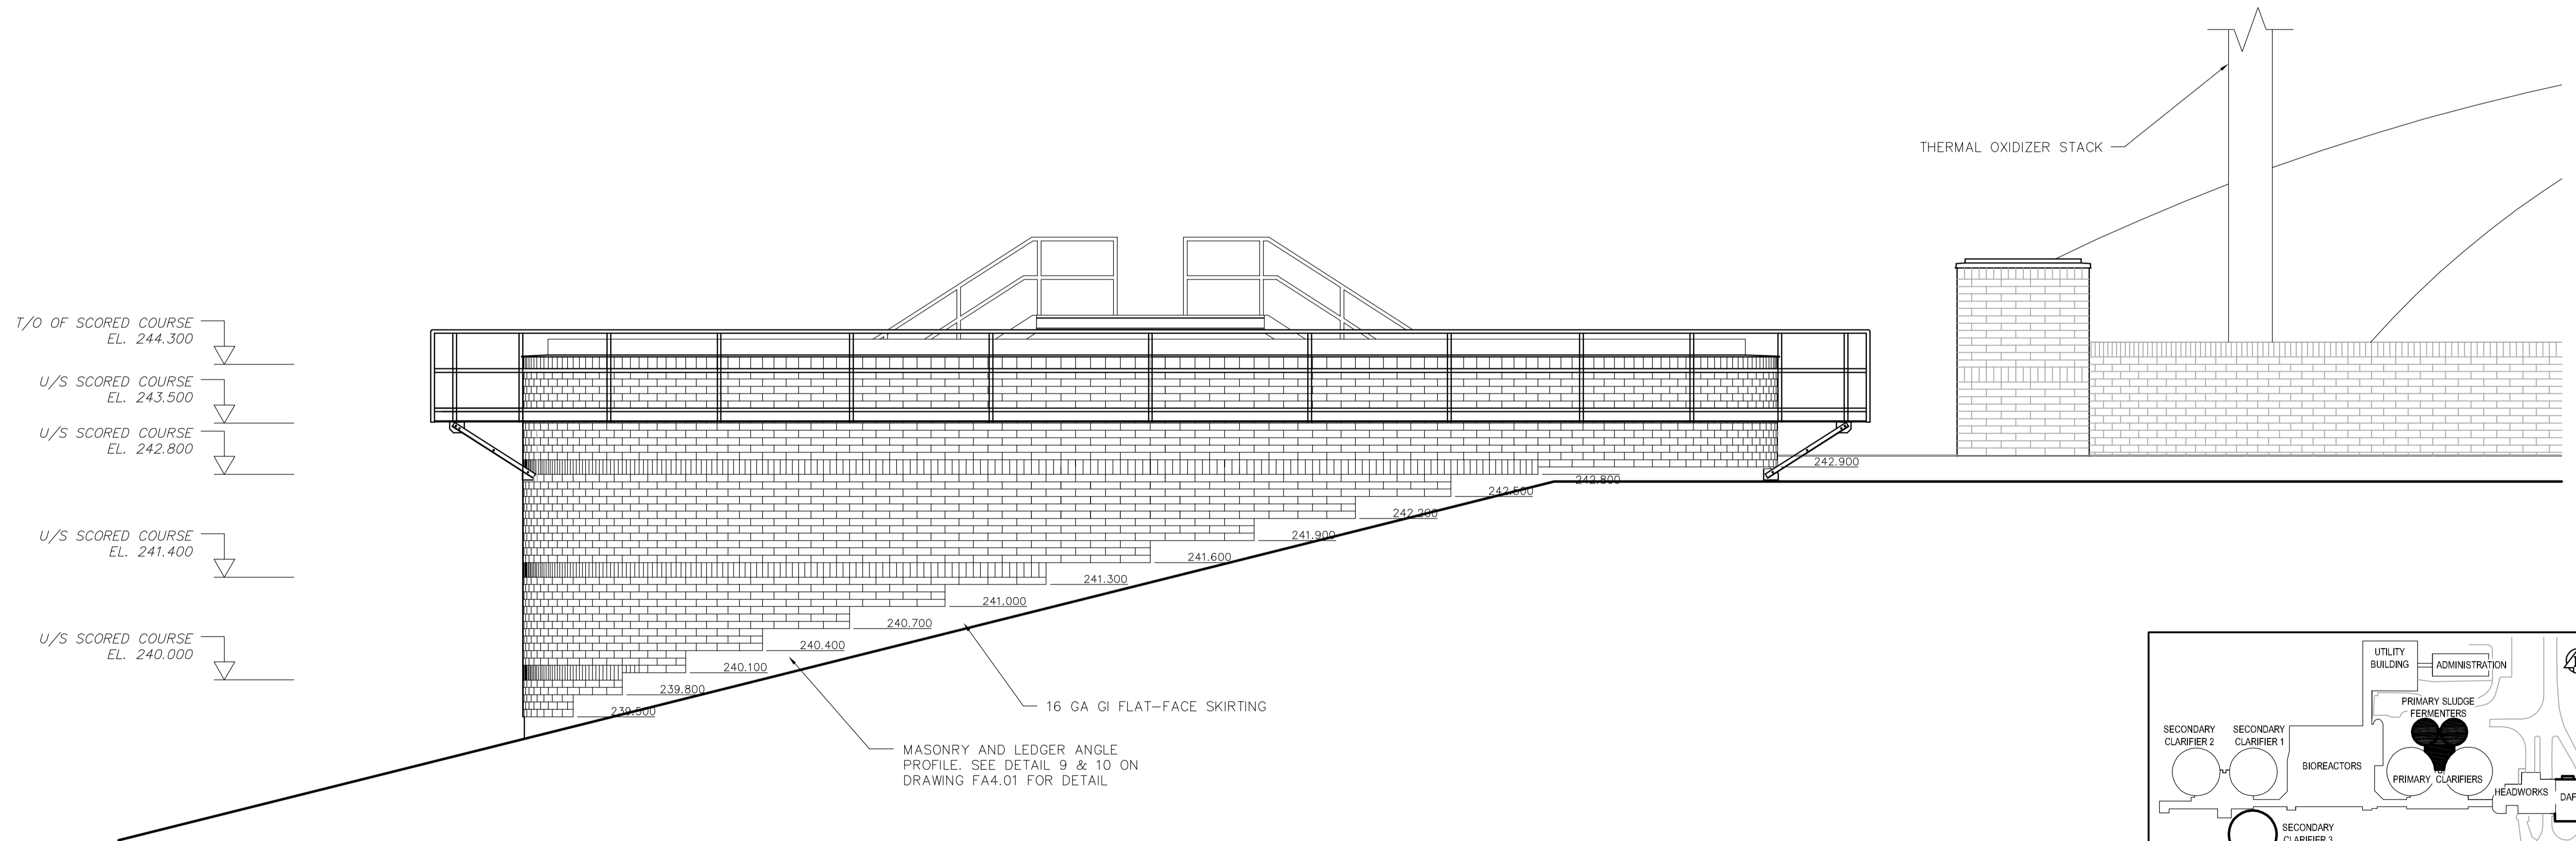 THERMAL OXIDIZER STACK
T/O OF SCORED COURSE
EL. 244.300
U/S SCORED COURSE
EL. 243.500
U/S SCORED COURSE
EL. 242.800
U/S SCORED COURSE
EL. 241.400
U/S SCORED COURSE
EL. 240.000
242.900
242.800
242.500
242.200
241.900
241.600
241.300
241.000
240.700
240.400
240.100
239.800
239.500
16 GA GI FLAT-FACE SKIRTING
MASONRY AND LEDGER ANGLE
PROFILE. SEE DETAIL 9 & 10 ON
DRAWING FA4.01 FOR DETAIL
UTILITY
BUILDING
ADMINISTRATION
PRIMARY SLUDGE
FERMENTERS
SECONDARY
CLARIFIER 2
SECONDARY
CLARIFIER 1
BIOREACTORS
PRIMARY CLARIFIERS
HEADWORKS
DAF
SECONDARY
CLARIFIER 3